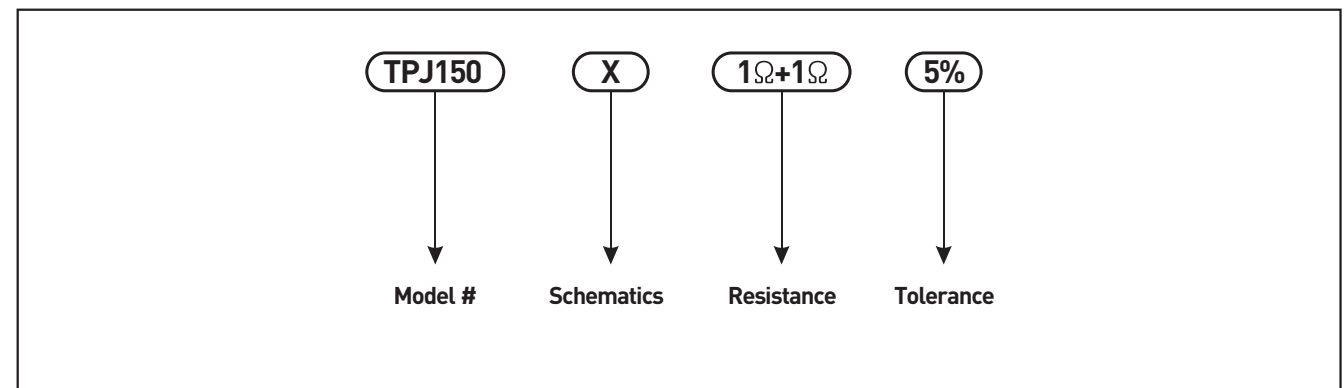 TPJ150 X 1Ω+1Ω 5%
Model # Schematics Resistance Tolerance